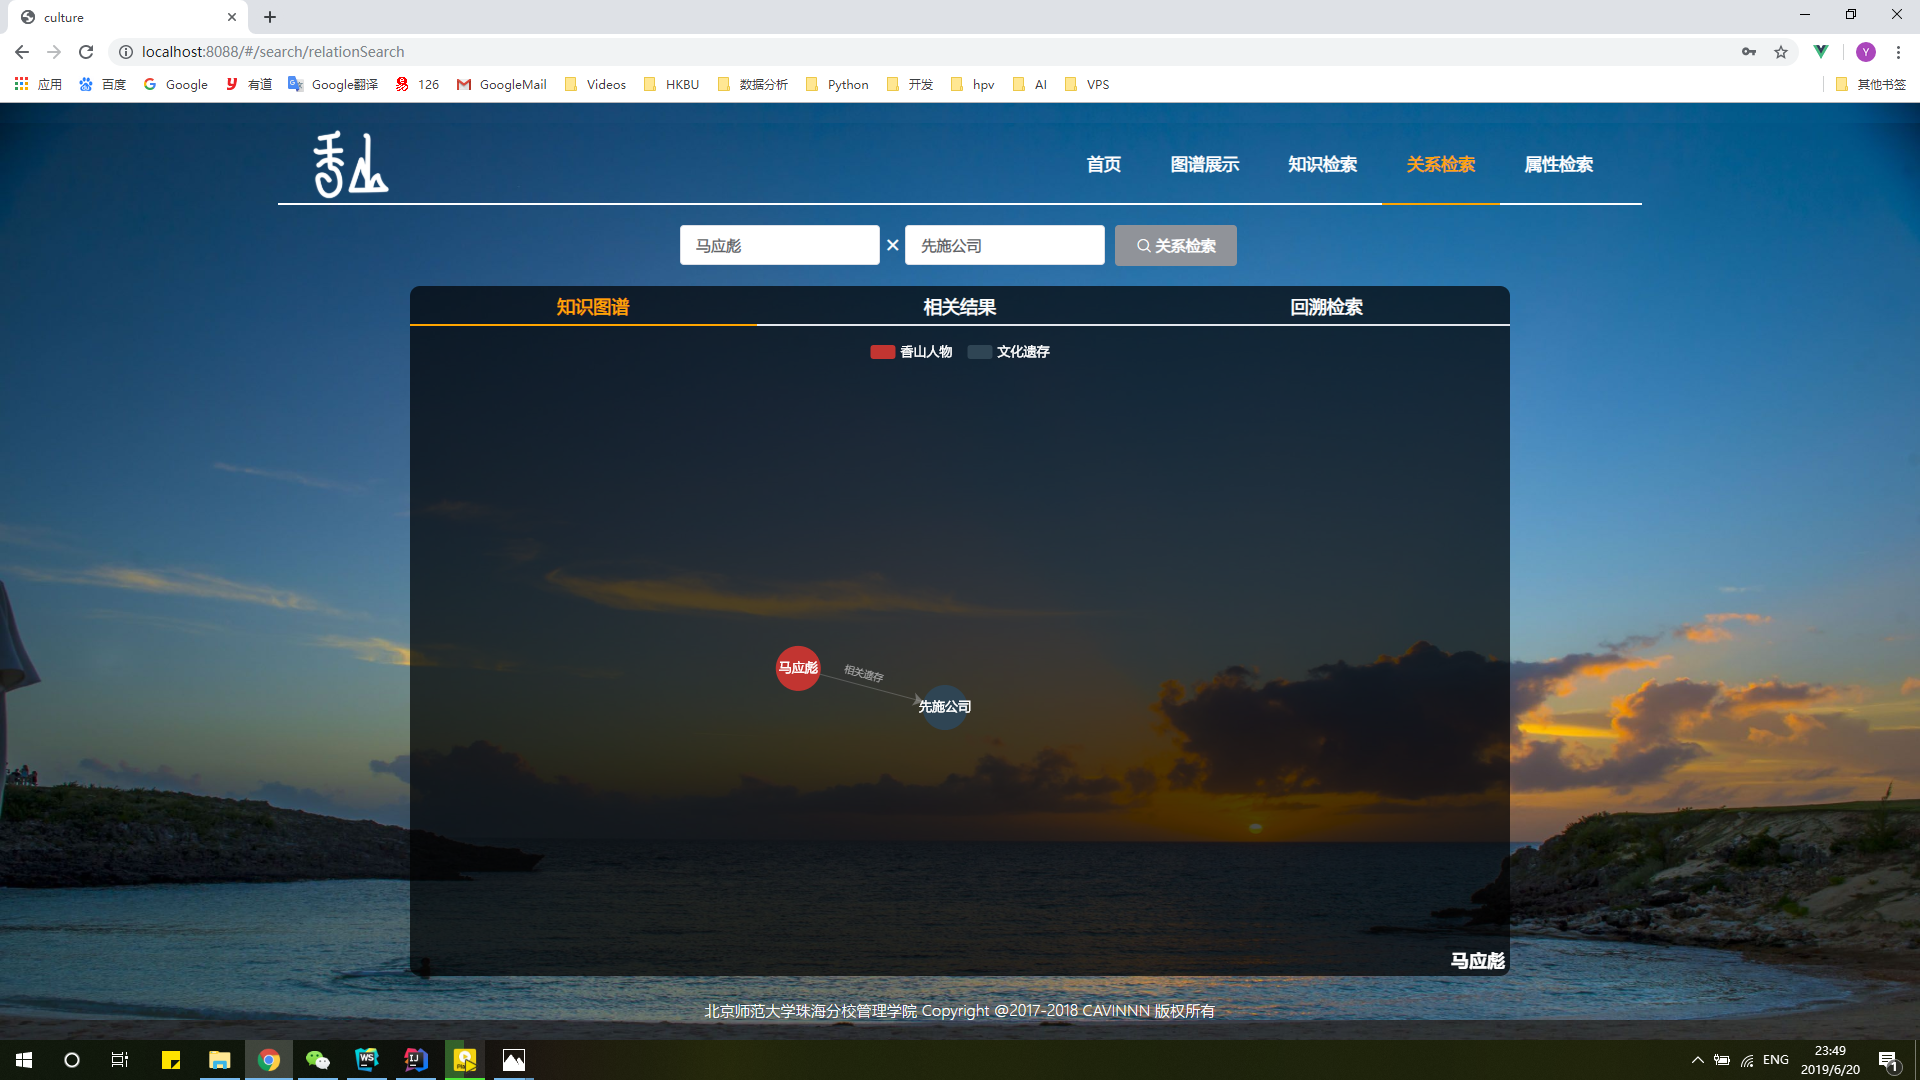 culture
localhost:8088/#/search/relationSearch
应用 百度 Google 有道 Google翻译 126 GoogleMail Videos HKBU 数据分析 Python 开发 hpv AI VPS 其他书签
香山 首页 图谱展示 知识检索 关系检索 属性检索
马应彪 × 先施公司 关系检索
知识图谱 相关结果 回溯检索
香山人物 文化遗存
马应彪 相关遗存 先施公司
马应彪
北京师范大学珠海分校管理学院 Copyright @2017-2018 CAVINNN 版权所有
ENG 23:49
2019/6/20